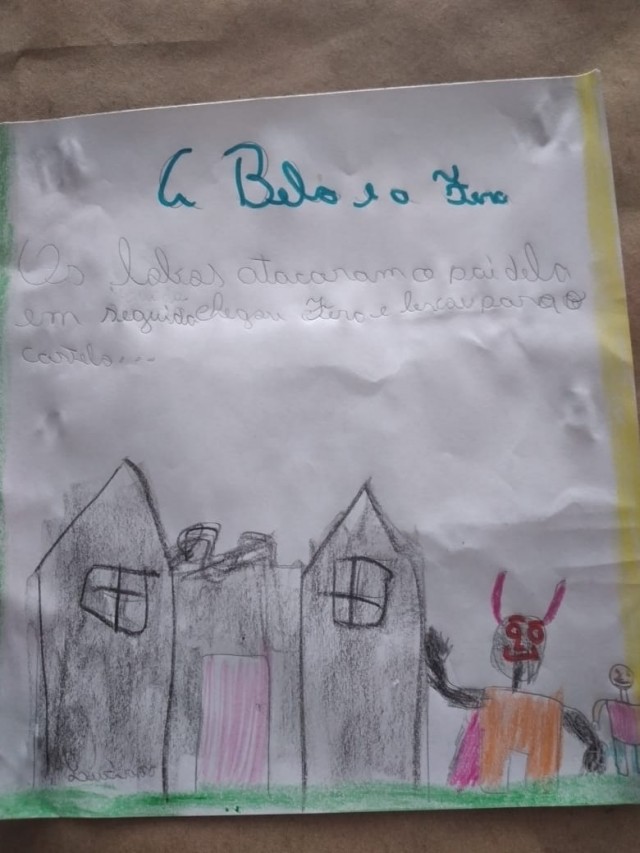 A Bela e a Fera
Os lobos atacaram o pai dela
em seguida chegou Fera e levou para o
castelo...